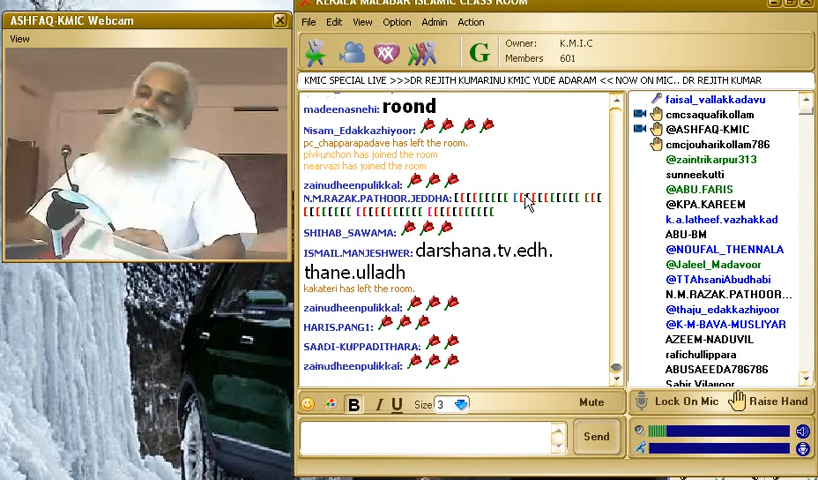 ASHFAQ-KMIC Webcam
View
KERALA MALABAR ISLAMIC CLASS ROOM
File Edit View Option Admin Action
G
Owner: K.M.I.C
Members 601
KMIC SPECIAL LIVE >>>DR REJITH KUMARINU KMIC YUDE ADARAM << NOW ON MIC.. DR REJITH KUMAR
madeenasnehi: roond
Nisam_Edakkazhiyoor:
pc_chapparapadave has left the room.
plvkunchon has joined the room
nearvazi has joined the room
zainudheenpulikkal:
N.M.RAZAK.PATHOOR.JEDDHA:
SHIHAB_SAWAMA:
ISMAIL.MANJESHWER: darshana.tv.edh.
thane.ulladh
kakateri has left the room.
zainudheenpulikkal:
HARIS.PANG1:
SAADI-KUPPADITHARA:
zainudheenpulikkal:
faisal_vallakkadavu
cmcsaquafikollam
@ASHFAQ-KMIC
cmcjouharikollam786
@zaintrikarpur313
sunneekutti
@ABU.FARIS
@KPA.KAREEM
k.a.latheef.vazhakkad
ABU-BM
@NOUFAL_THENNALA
@Jaleel_Madavoor
@TTAhsaniAbudhabi
N.M.RAZAK.PATHOOR...
@thaju_edakkazhiyoor
@K-M-BAVA-MUSLIYAR
AZEEM-NADUVIL
rafichullippara
ABUSAEEDA786786
Sahir Vilayoor
B I U Size 3 Mute
Lock On Mic Raise Hand
Send